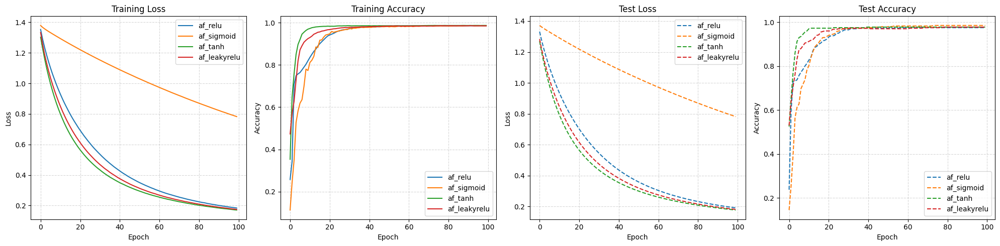 Training Loss
1.4
1.2
1.0
0.8
0.6
0.4
0.2
Loss
0
20
40
60
80
100
Epoch
af_relu
af_sigmoid
af_tanh
af_leakyrelu
Training Accuracy
1.0
0.8
0.6
0.4
0.2
Accuracy
0
20
40
60
80
100
Epoch
af_relu
af_sigmoid
af_tanh
af_leakyrelu
Test Loss
1.4
1.2
1.0
0.8
0.6
0.4
0.2
Loss
0
20
40
60
80
100
Epoch
af_relu
af_sigmoid
af_tanh
af_leakyrelu
Test Accuracy
1.0
0.8
0.6
0.4
0.2
Accuracy
0
20
40
60
80
100
Epoch
af_relu
af_sigmoid
af_tanh
af_leakyrelu